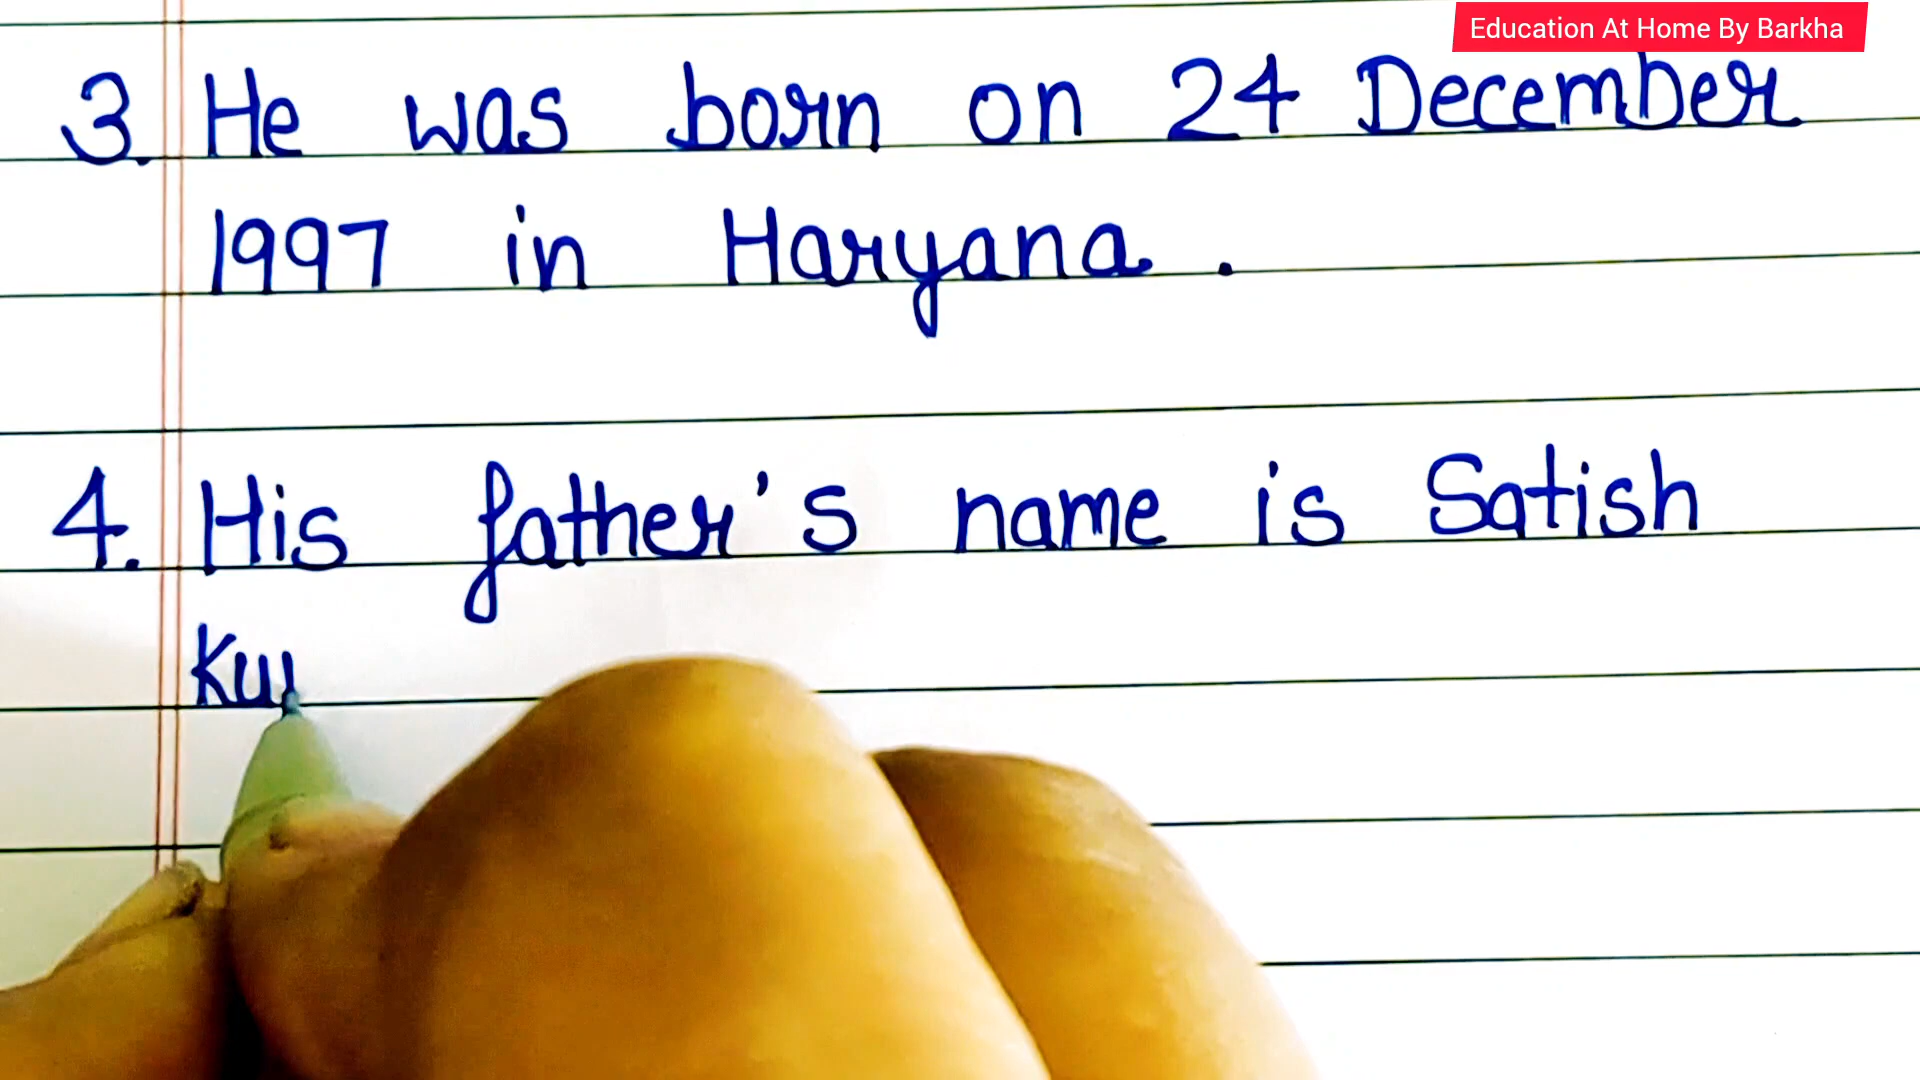 Education At Home By Barkha
3. He was born on 24 December
1997 in Haryana .
4. His father's name is Satish